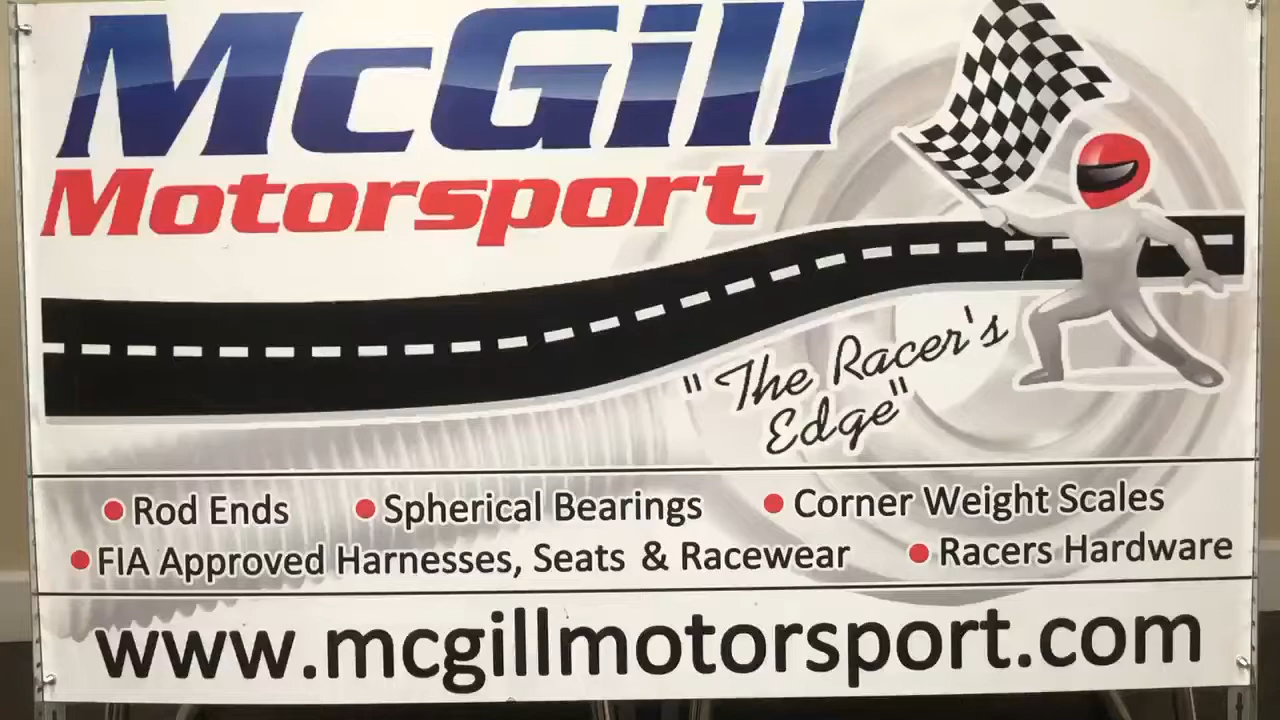 McGill
Motorsport
"The Racer's
Edge"
• Rod Ends • Spherical Bearings • Corner Weight Scales
• FIA Approved Harnesses, Seats & Racewear • Racers Hardware
www.mcgillmotorsport.com